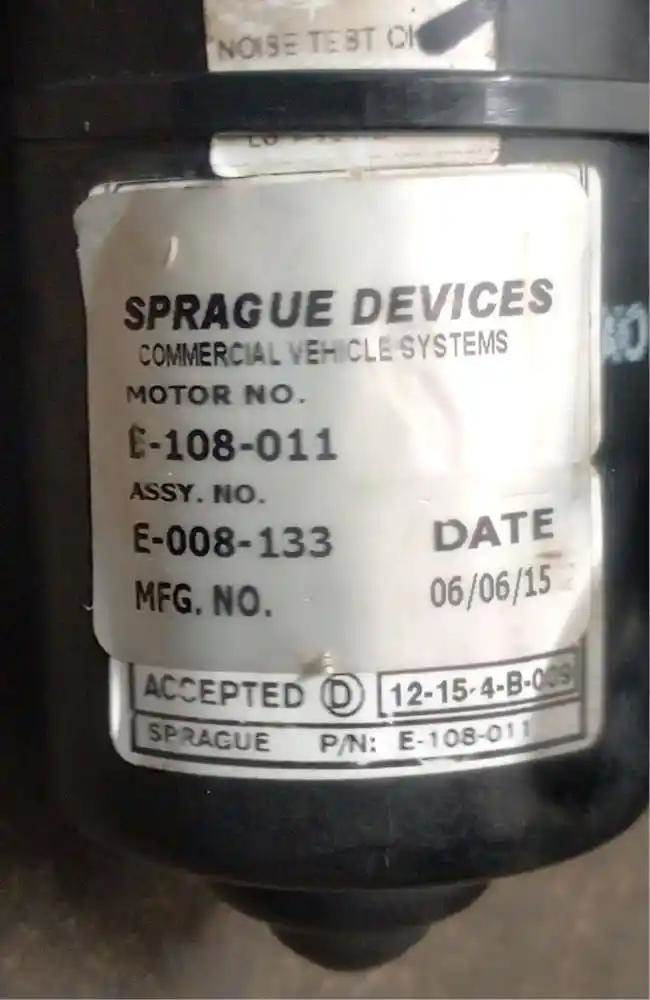 NOISE TEST
SPRAGUE DEVICES
COMMERCIAL VEHICLE SYSTEMS
MOTOR NO.
E-108-011
ASSY. NO.
E-008-133
DATE
MFG. NO.
06/06/15
ACCEPTED D 12-15-4-B-009
SPRAGUE P/N: E-108-011